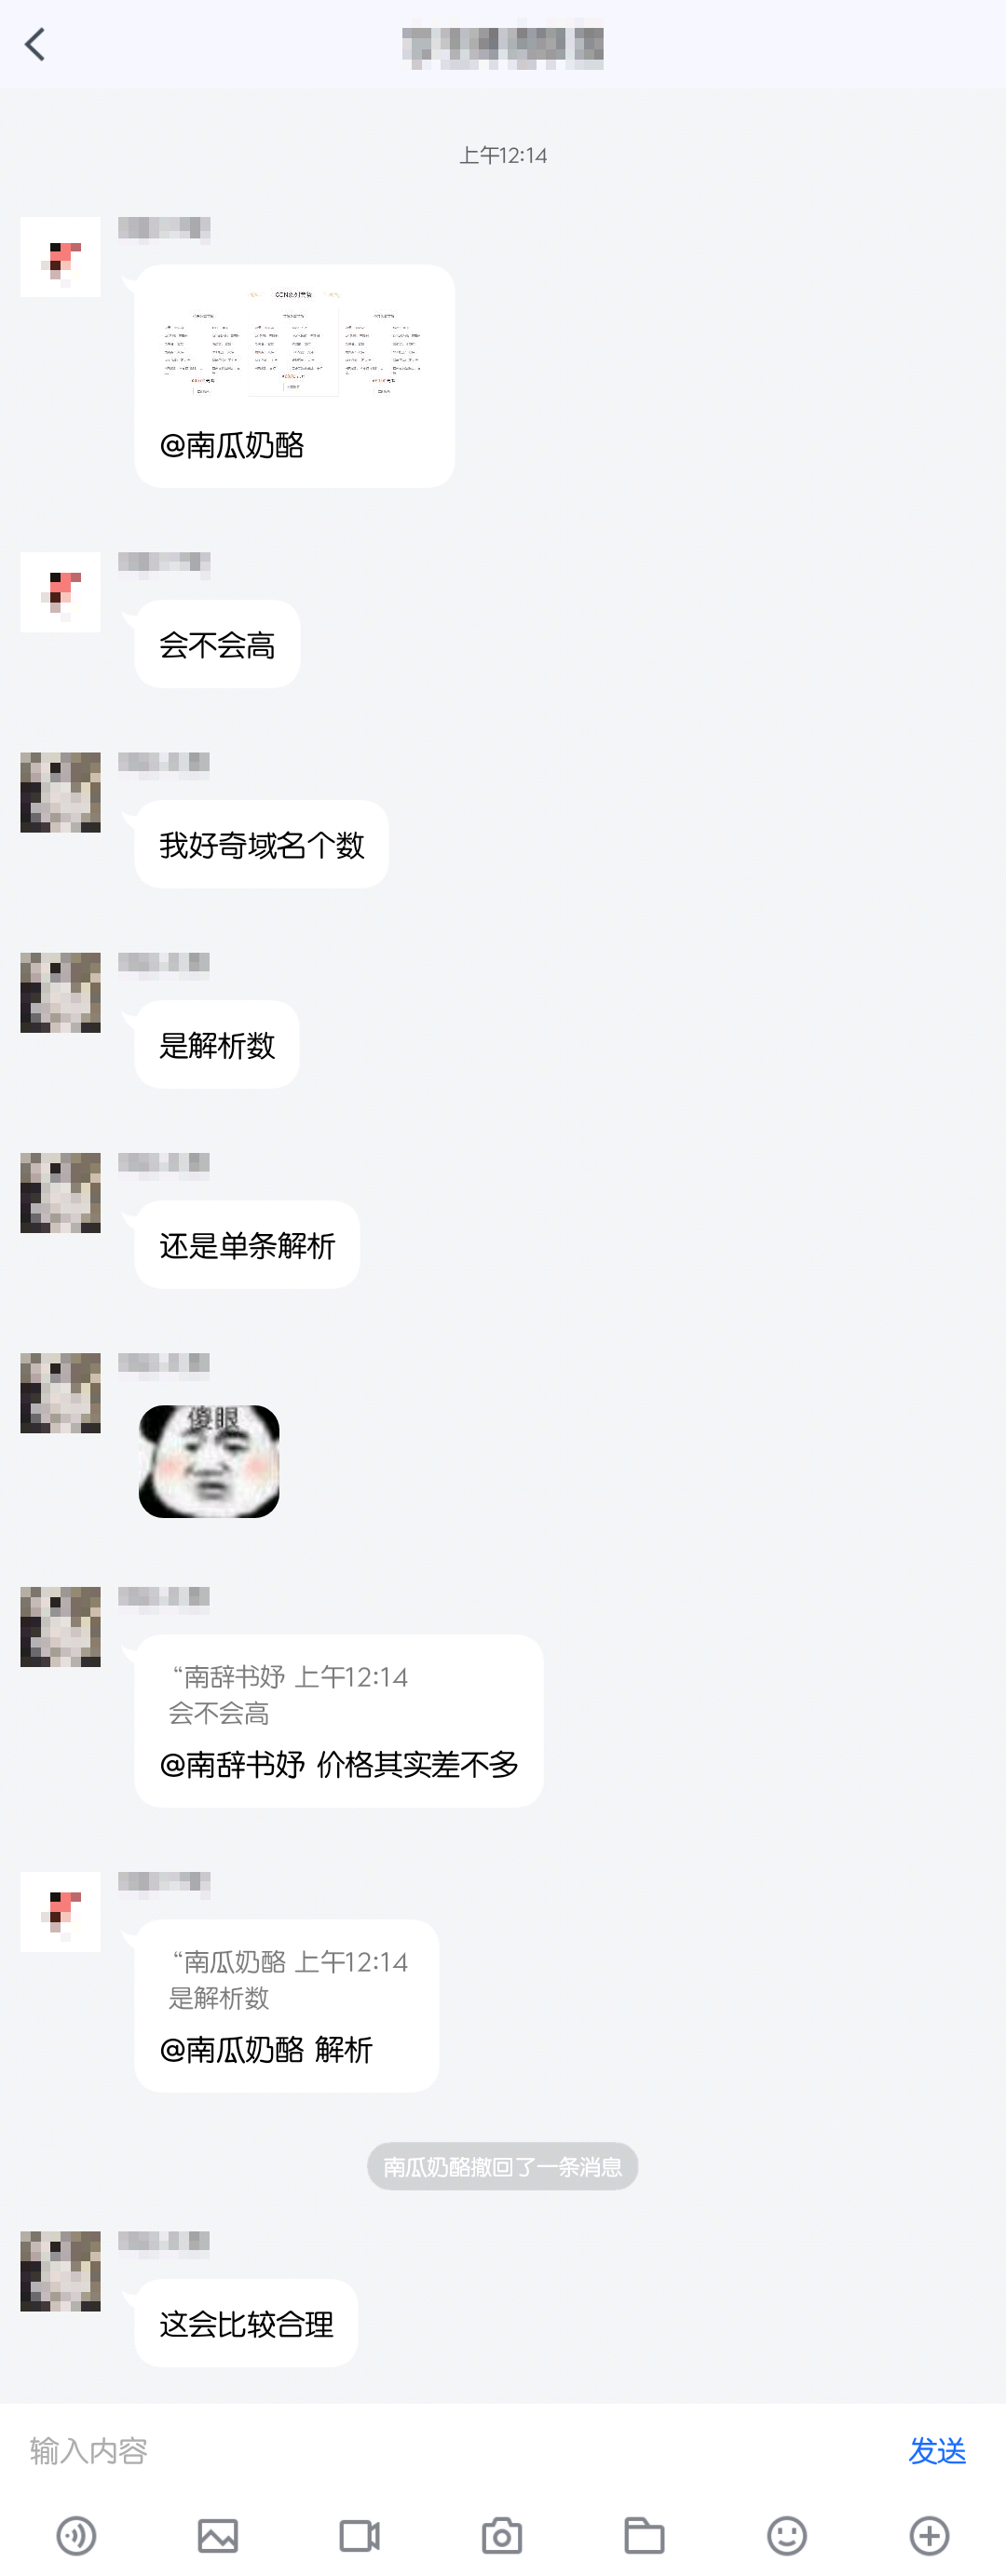 上午12:14
@南瓜奶酪
会不会高
我好奇域名个数
是解析数
还是单条解析
傻眼
“南辞书妤 上午12:14
会不会高
@南辞书妤 价格其实差不多
“南瓜奶酪 上午12:14
是解析数
@南瓜奶酪 解析
南瓜奶酪撤回了一条消息
这会比较合理
输入内容
发送